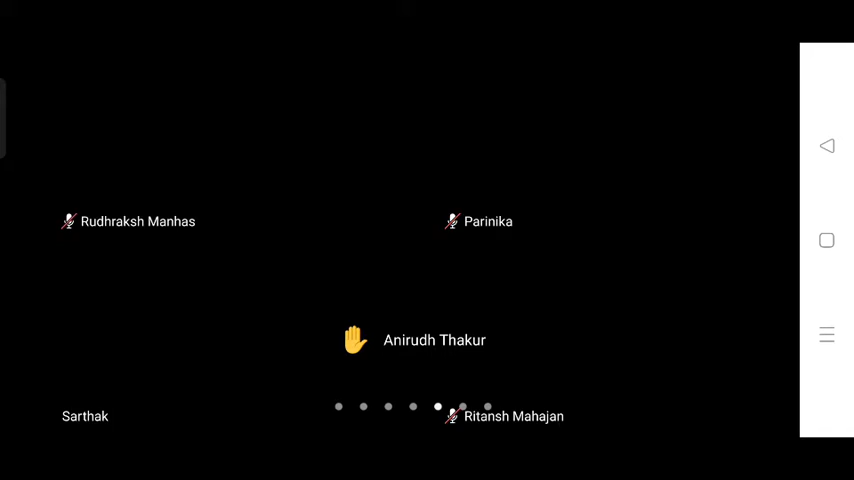 Rudhraksh Manhas
Parinika
✋ Anirudh Thakur
Sarthak
Ritansh Mahajan